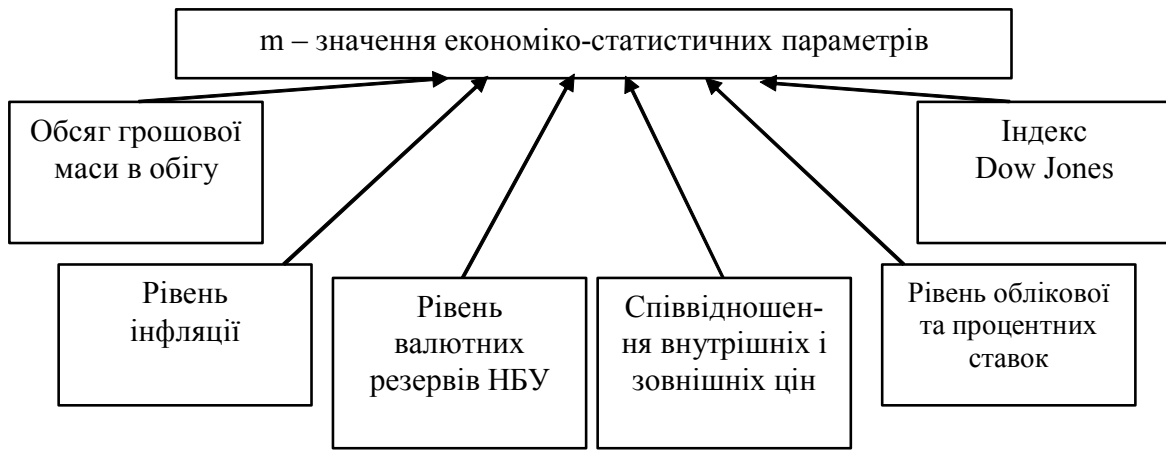 m – значення економіко-статистичних параметрів
Обсяг грошової
маси в обігу
Індекс
Dow Jones
Рівень
інфляції
Рівень
валютних
резервів НБУ
Співвідношен-
ня внутрішніх і
зовнішніх цін
Рівень облікової
та процентних
ставок